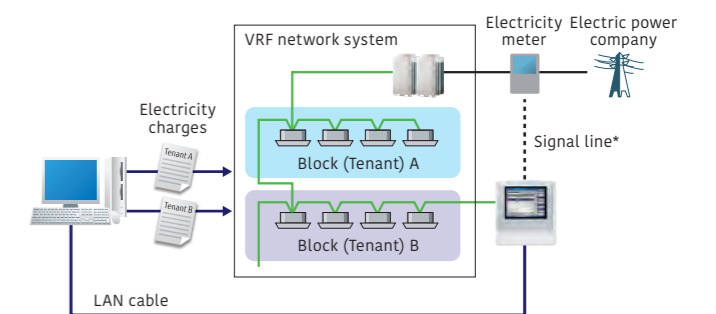 VRF network system
Electricity
meter
Electric power
company
Electricity
charges
Tenant A
Tenant B
Block (Tenant) A
Block (Tenant) B
Signal line*
LAN cable